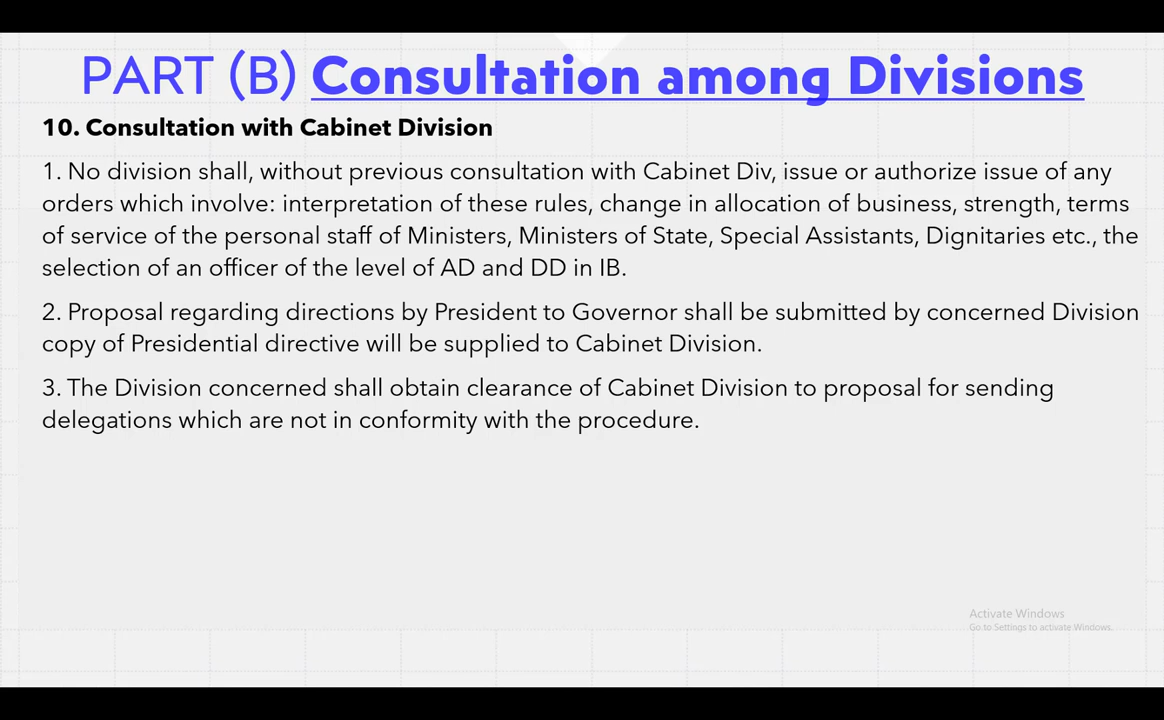 PART (B) Consultation among Divisions
10. Consultation with Cabinet Division
1. No division shall, without previous consultation with Cabinet Div, issue or authorize issue of any
orders which involve: interpretation of these rules, change in allocation of business, strength, terms
of service of the personal staff of Ministers, Ministers of State, Special Assistants, Dignitaries etc., the
selection of an officer of the level of AD and DD in IB.
2. Proposal regarding directions by President to Governor shall be submitted by concerned Division
copy of Presidential directive will be supplied to Cabinet Division.
3. The Division concerned shall obtain clearance of Cabinet Division to proposal for sending
delegations which are not in conformity with the procedure.
Activate Windows
Go to Settings to activate Windows.